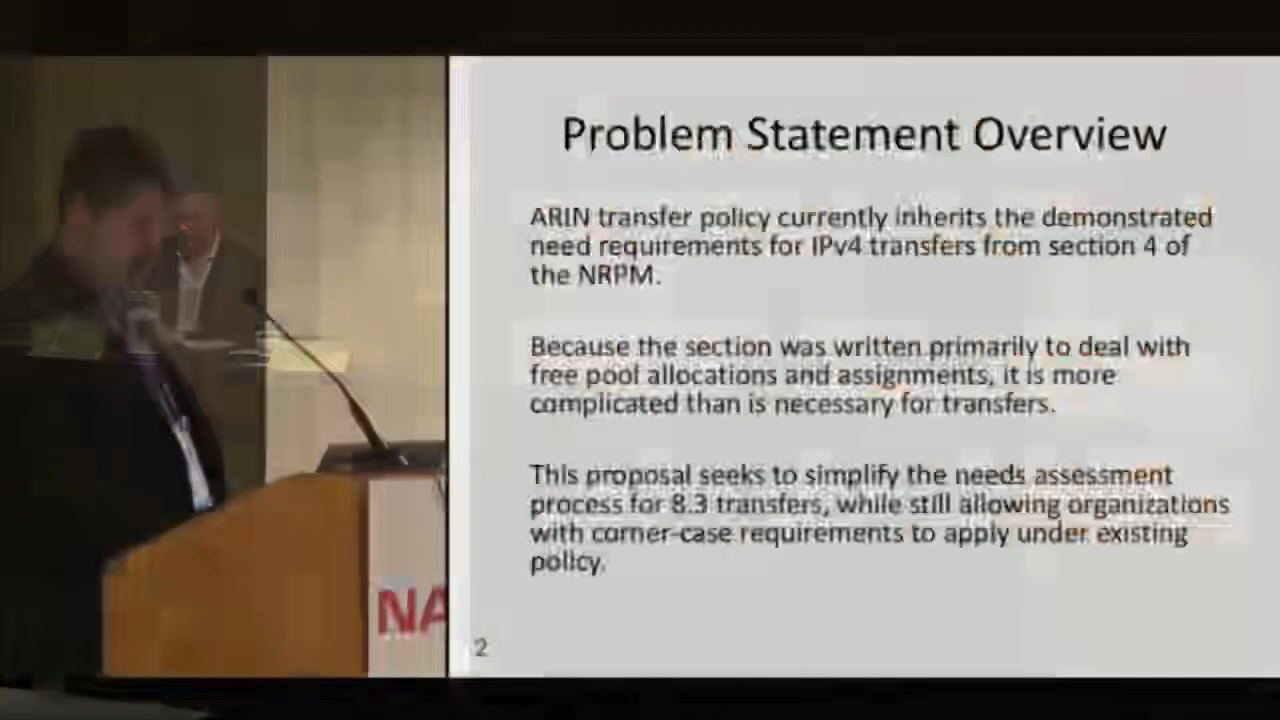 Problem Statement Overview
ARIN transfer policy currently inherits the demonstrated
need requirements for IPv4 transfers from section 4 of
the NRPM.
Because the section was written primarily to deal with
free pool allocations and assignments, it is more
complicated than is necessary for transfers.
This proposal seeks to simplify the needs assessment
process for 8.3 transfers, while still allowing organizations
with corner-case requirements to apply under existing
policy.
NA
2